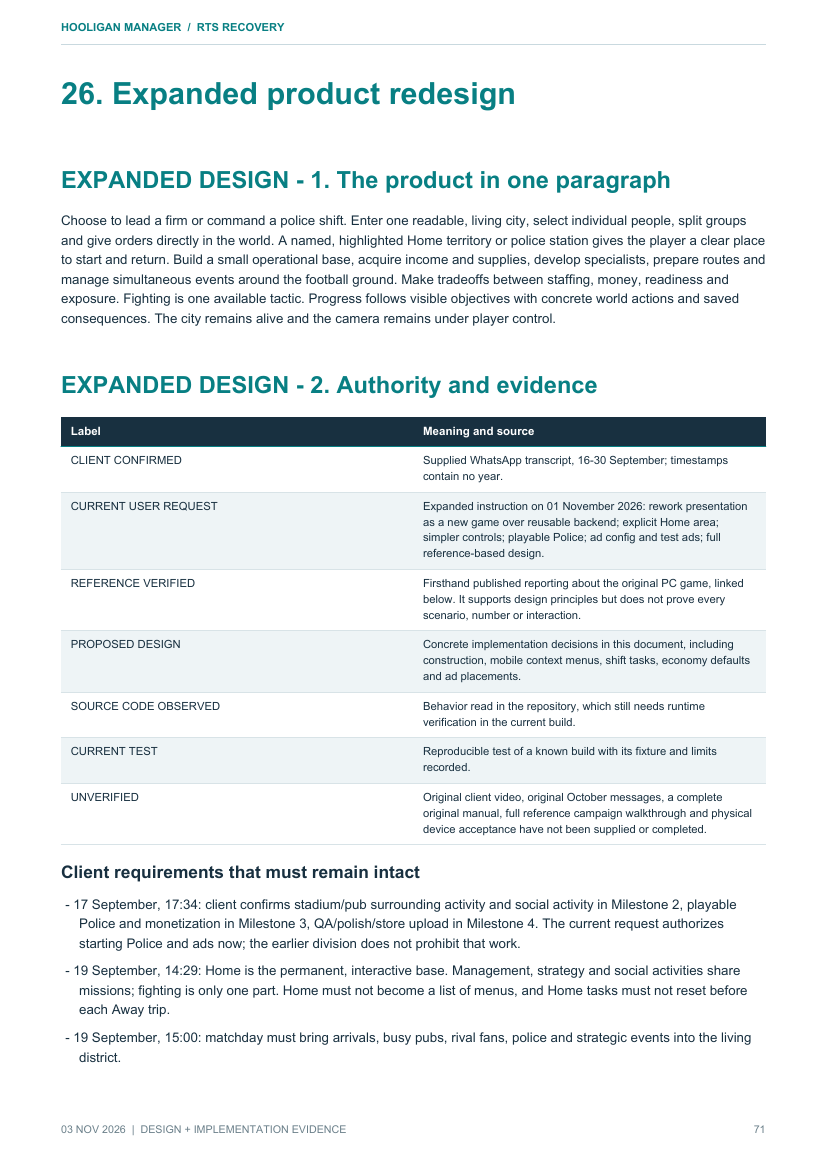 HOOLIGAN MANAGER / RTS RECOVERY
26. Expanded product redesign
EXPANDED DESIGN - 1. The product in one paragraph
Choose to lead a firm or command a police shift. Enter one readable, living city, select individual people, split groups
and give orders directly in the world. A named, highlighted Home territory or police station gives the player a clear place
to start and return. Build a small operational base, acquire income and supplies, develop specialists, prepare routes and
manage simultaneous events around the football ground. Make tradeoffs between staffing, money, readiness and
exposure. Fighting is one available tactic. Progress follows visible objectives with concrete world actions and saved
consequences. The city remains alive and the camera remains under player control.
EXPANDED DESIGN - 2. Authority and evidence
Label Meaning and source
CLIENT CONFIRMED Supplied WhatsApp transcript, 16-30 September; timestamps
contain no year.
CURRENT USER REQUEST Expanded instruction on 01 November 2026: rework presentation
as a new game over reusable backend; explicit Home area;
simpler controls; playable Police; ad config and test ads; full
reference-based design.
REFERENCE VERIFIED Firsthand published reporting about the original PC game, linked
below. It supports design principles but does not prove every
scenario, number or interaction.
PROPOSED DESIGN Concrete implementation decisions in this document, including
construction, mobile context menus, shift tasks, economy defaults
and ad placements.
SOURCE CODE OBSERVED Behavior read in the repository, which still needs runtime
verification in the current build.
CURRENT TEST Reproducible test of a known build with its fixture and limits
recorded.
UNVERIFIED Original client video, original October messages, a complete
original manual, full reference campaign walkthrough and physical
device acceptance have not been supplied or completed.
Client requirements that must remain intact
- 17 September, 17:34: client confirms stadium/pub surrounding activity and social activity in Milestone 2, playable
Police and monetization in Milestone 3, QA/polish/store upload in Milestone 4. The current request authorizes
starting Police and ads now; the earlier division does not prohibit that work.
- 19 September, 14:29: Home is the permanent, interactive base. Management, strategy and social activities share
missions; fighting is only one part. Home must not become a list of menus, and Home tasks must not reset before
each Away trip.
- 19 September, 15:00: matchday must bring arrivals, busy pubs, rival fans, police and strategic events into the living
district.
03 NOV 2026 | DESIGN + IMPLEMENTATION EVIDENCE 71